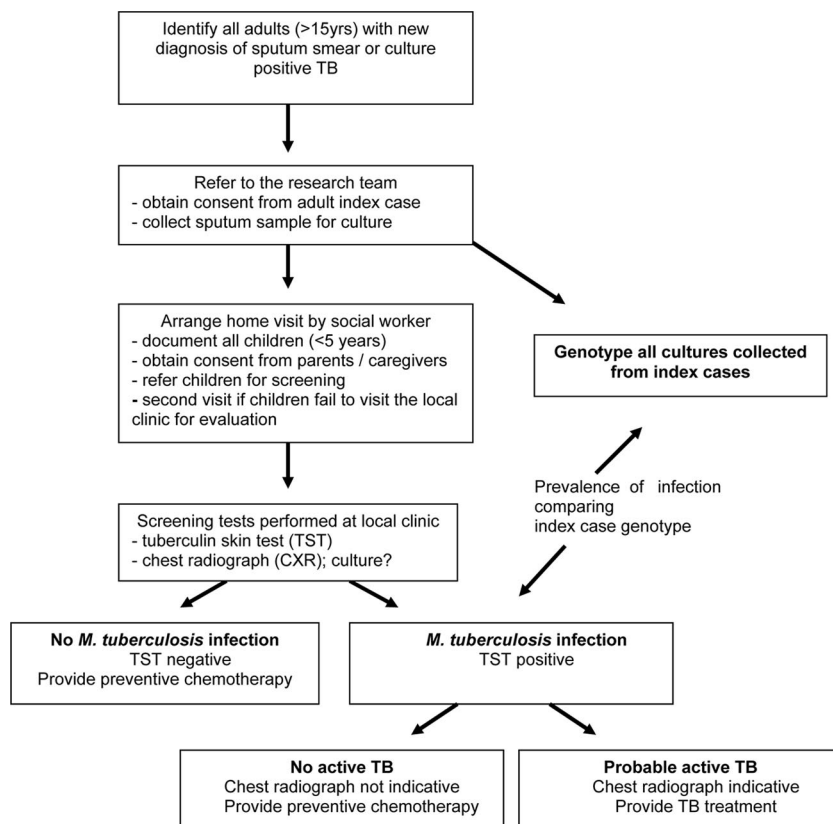 Identify all adults (>15yrs) with new
diagnosis of sputum smear or culture
positive TB
Refer to the research team
- obtain consent from adult index case
- collect sputum sample for culture
Arrange home visit by social worker
- document all children (<5 years)
- obtain consent from parents / caregivers
- refer children for screening
- second visit if children fail to visit the local
clinic for evaluation
Genotype all cultures collected
from index cases
Prevalence of infection
comparing
index case genotype
Screening tests performed at local clinic
- tuberculin skin test (TST)
- chest radiograph (CXR); culture?
No M. tuberculosis infection
TST negative
Provide preventive chemotherapy
M. tuberculosis infection
TST positive
No active TB
Chest radiograph not indicative
Provide preventive chemotherapy
Probable active TB
Chest radiograph indicative
Provide TB treatment